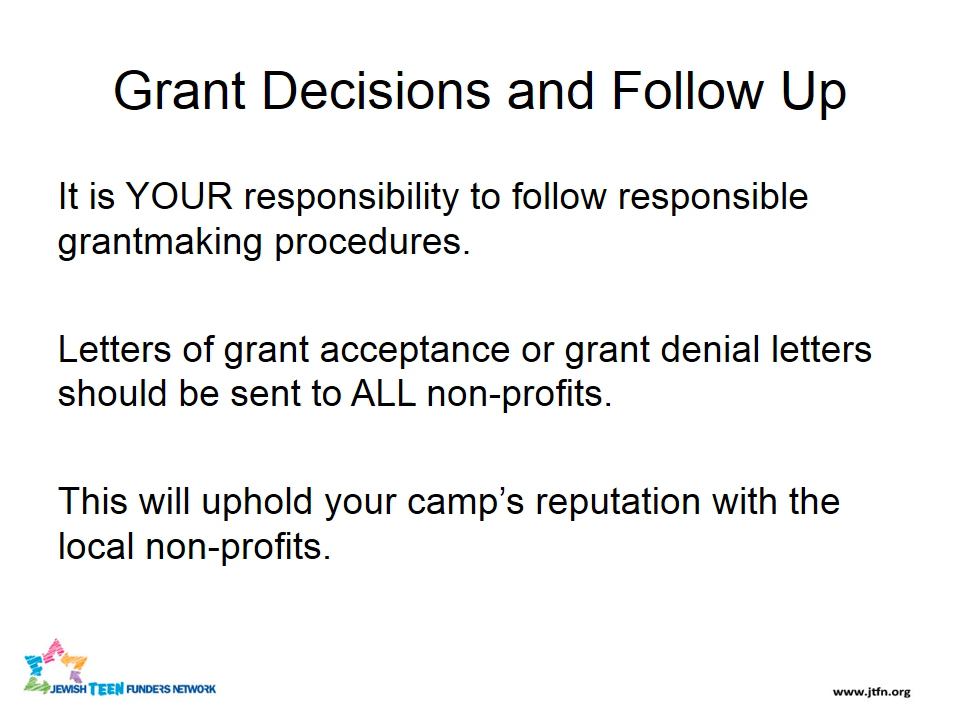 Grant Decisions and Follow Up
It is YOUR responsibility to follow responsible
grantmaking procedures.
Letters of grant acceptance or grant denial letters
should be sent to ALL non-profits.
This will uphold your camp’s reputation with the
local non-profits.
JEWISH TEEN FUNDERS NETWORK
www.jtfn.org